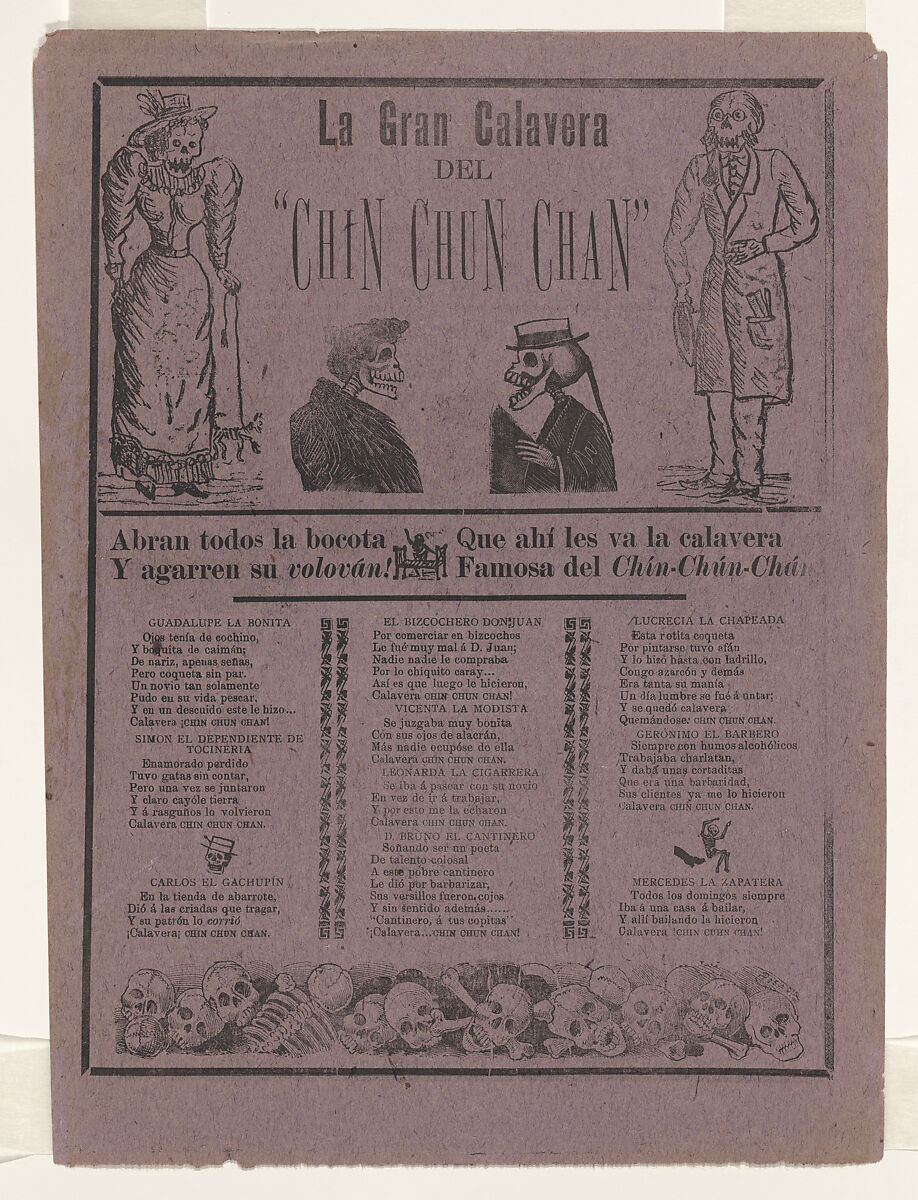 La Gran Calavera
DEL
“CHIN CHUN CHAN”
Abran todos la bocota
Y agarren su volován!
Que ahí les va la calavera
Famosa del Chín-Chún-Chán
GUADALUPE LA BONITA
Ojos tenía de cochino,
Y boquita de caimán;
De nariz, apenas señas,
Pero coqueta sin par.
Un novio tan solamente
Pudo en su vida pescar.
Y en un descuido este le hizo...
Calavera ¡CHIN CHUN CHAN!
SIMON EL DEPENDIENTE DE
TOCINERIA
Enamorado perdido
Tuvo gatas sin contar,
Pero una vez se juntaron
Y claro cayóle tierra
Y á rasguños lo volvieron
Calavera CHIN CHUN CHAN.
CARLOS EL GACHUPÍN
En la tienda de abarrote,
Dió á las criadas que tragar,
Y su patrón lo corrió
¡Calavera¡ CHIN CHUN CHAN.
EL BIZCOCHERO DON JUAN
Por comerciar en bizcochos
Le fué muy mal á D. Juan;
Nadie nadie le compraba
Por lo chiquito caray...
Así es que luego le hicieron,
Calavera CHIN CHUN CHAN!
VICENTA LA MODISTA
Se juzgaba muy bonita
Con sus ojos de alacrán,
Más nadie ocupóse de ella
Calavera CHIN CHUN CHAN.
LEONARDA LA CIGARRERA
Se iba á pasear con su novio
En vez de ir á trabajar,
Y por esto me la echaron
Calavera CHIN CHUN CHAN.
D. BRUNO EL CANTINERO
Soñando ser un poeta
De talento colosal
A este pobre cantinero
Le dió por barbarizar,
Sus versillos fueron cojos
Y sin sentido además......
“Cantinero, á tus copitas”
¡Calavera...CHIN CHUN CHAN!
LUCRECIA LA CHAPEADA
Esta rotita coqueta
Por pintarse tuvo afán
Y lo hizó hasta con ladrillo,
Congo azarcón y demás
Era tanta su manía
Un día lumbre se fué á untar;
Y se quedó calavera
Quemándose! CHIN CHUN CHAN.
GERÓNIMO EL BARBERO
Siempre con humos alcohólicos
Trabajaba charlatan,
Y daba unas cortaditas
Que era una barbaridad,
Sus clientes ya me lo hicieron
Calavera CHIN CHUN CHAN.
MERCEDES LA ZAPATERA
Todos los domingos siempre
Iba á una casa á bailar,
Y allí bailando la hicieron
Calavera !CHIN CHUN CHAN!